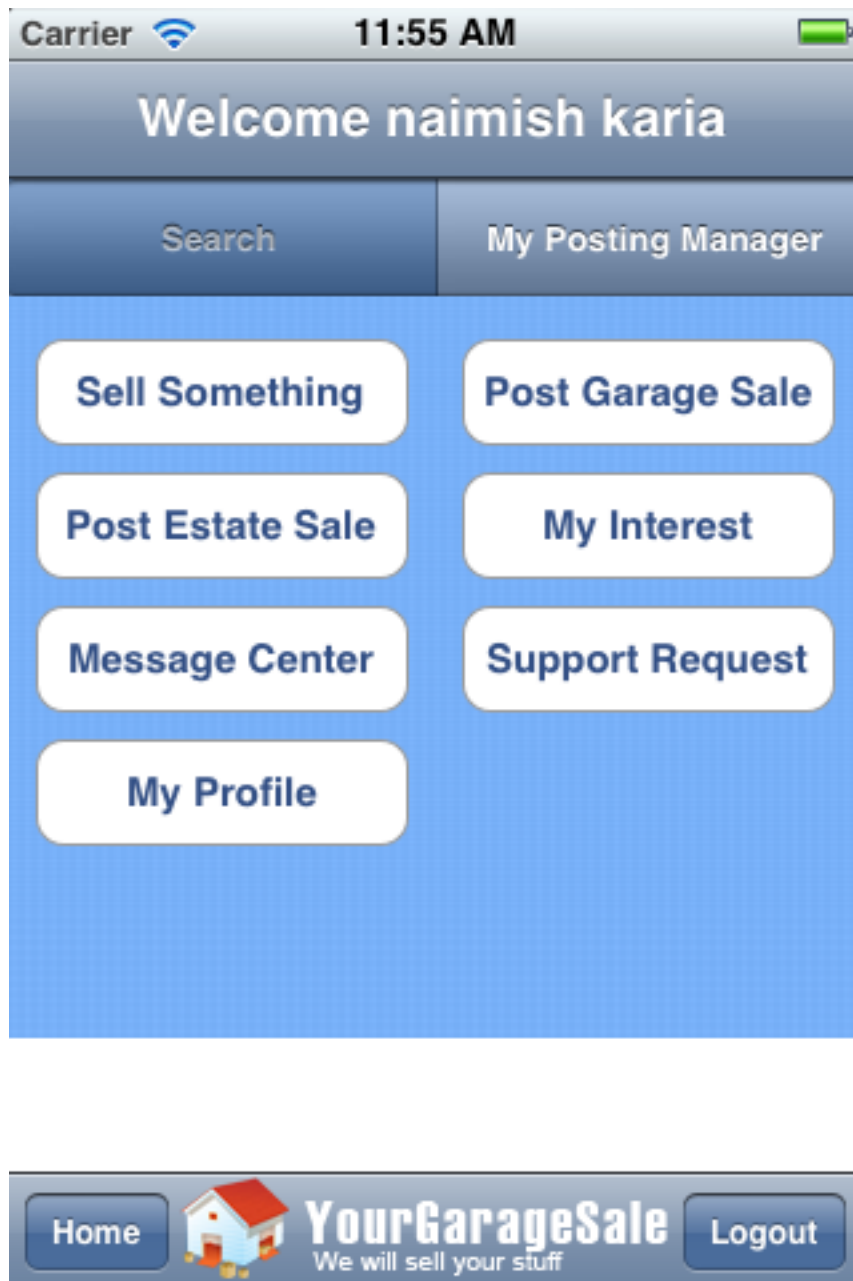 Carrier 11:55 AM
Welcome naimish karia
Search My Posting Manager
Sell Something Post Garage Sale
Post Estate Sale My Interest
Message Center Support Request
My Profile
Home YourGarageSale Logout
We will sell your stuff